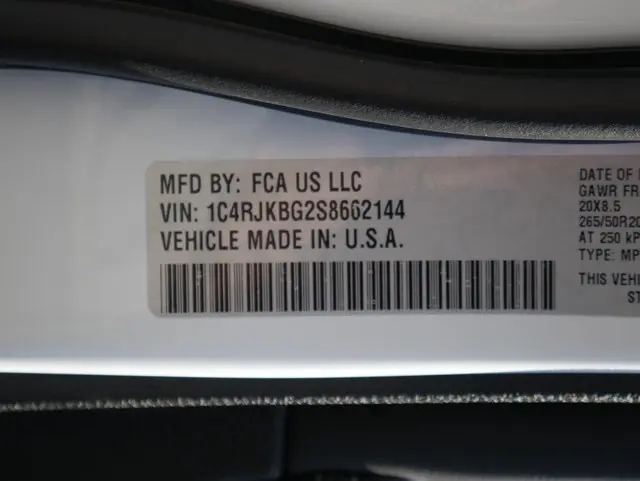 MFD BY: FCA US LLC
VIN: 1C4RJKBG2S8662144
VEHICLE MADE IN: U.S.A.
DATE OF
GAWR FR
20X8.5
265/50R20
AT 250 kP
TYPE: MP
THIS VEHI
ST